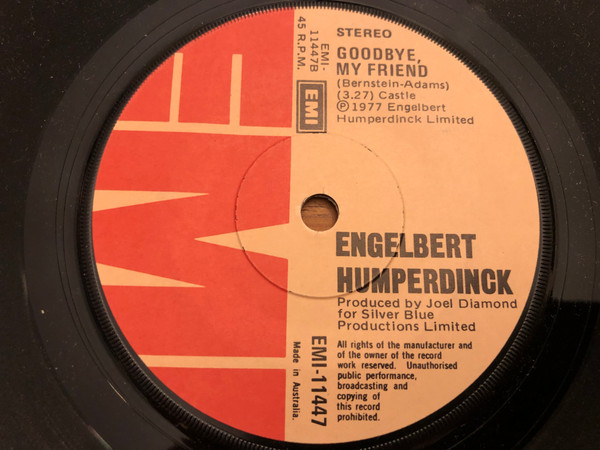 STEREO
GOODBYE,
MY FRIEND
(Bernstein-Adams)
(3.27) Castle
Ⓟ1977 Engelbert
Humperdinck Limited
EMI-
11447B
45 R.P.M.
EMI
EMI
ENGELBERT
HUMPERDINCK
Produced by Joel Diamond
for Silver Blue
Productions Limited
EMI-11447
Made in Australia.
All rights of the manufacturer and
of the owner of the record
work reserved. Unauthorised
public performance,
broadcasting and
copying of
this record
prohibited.